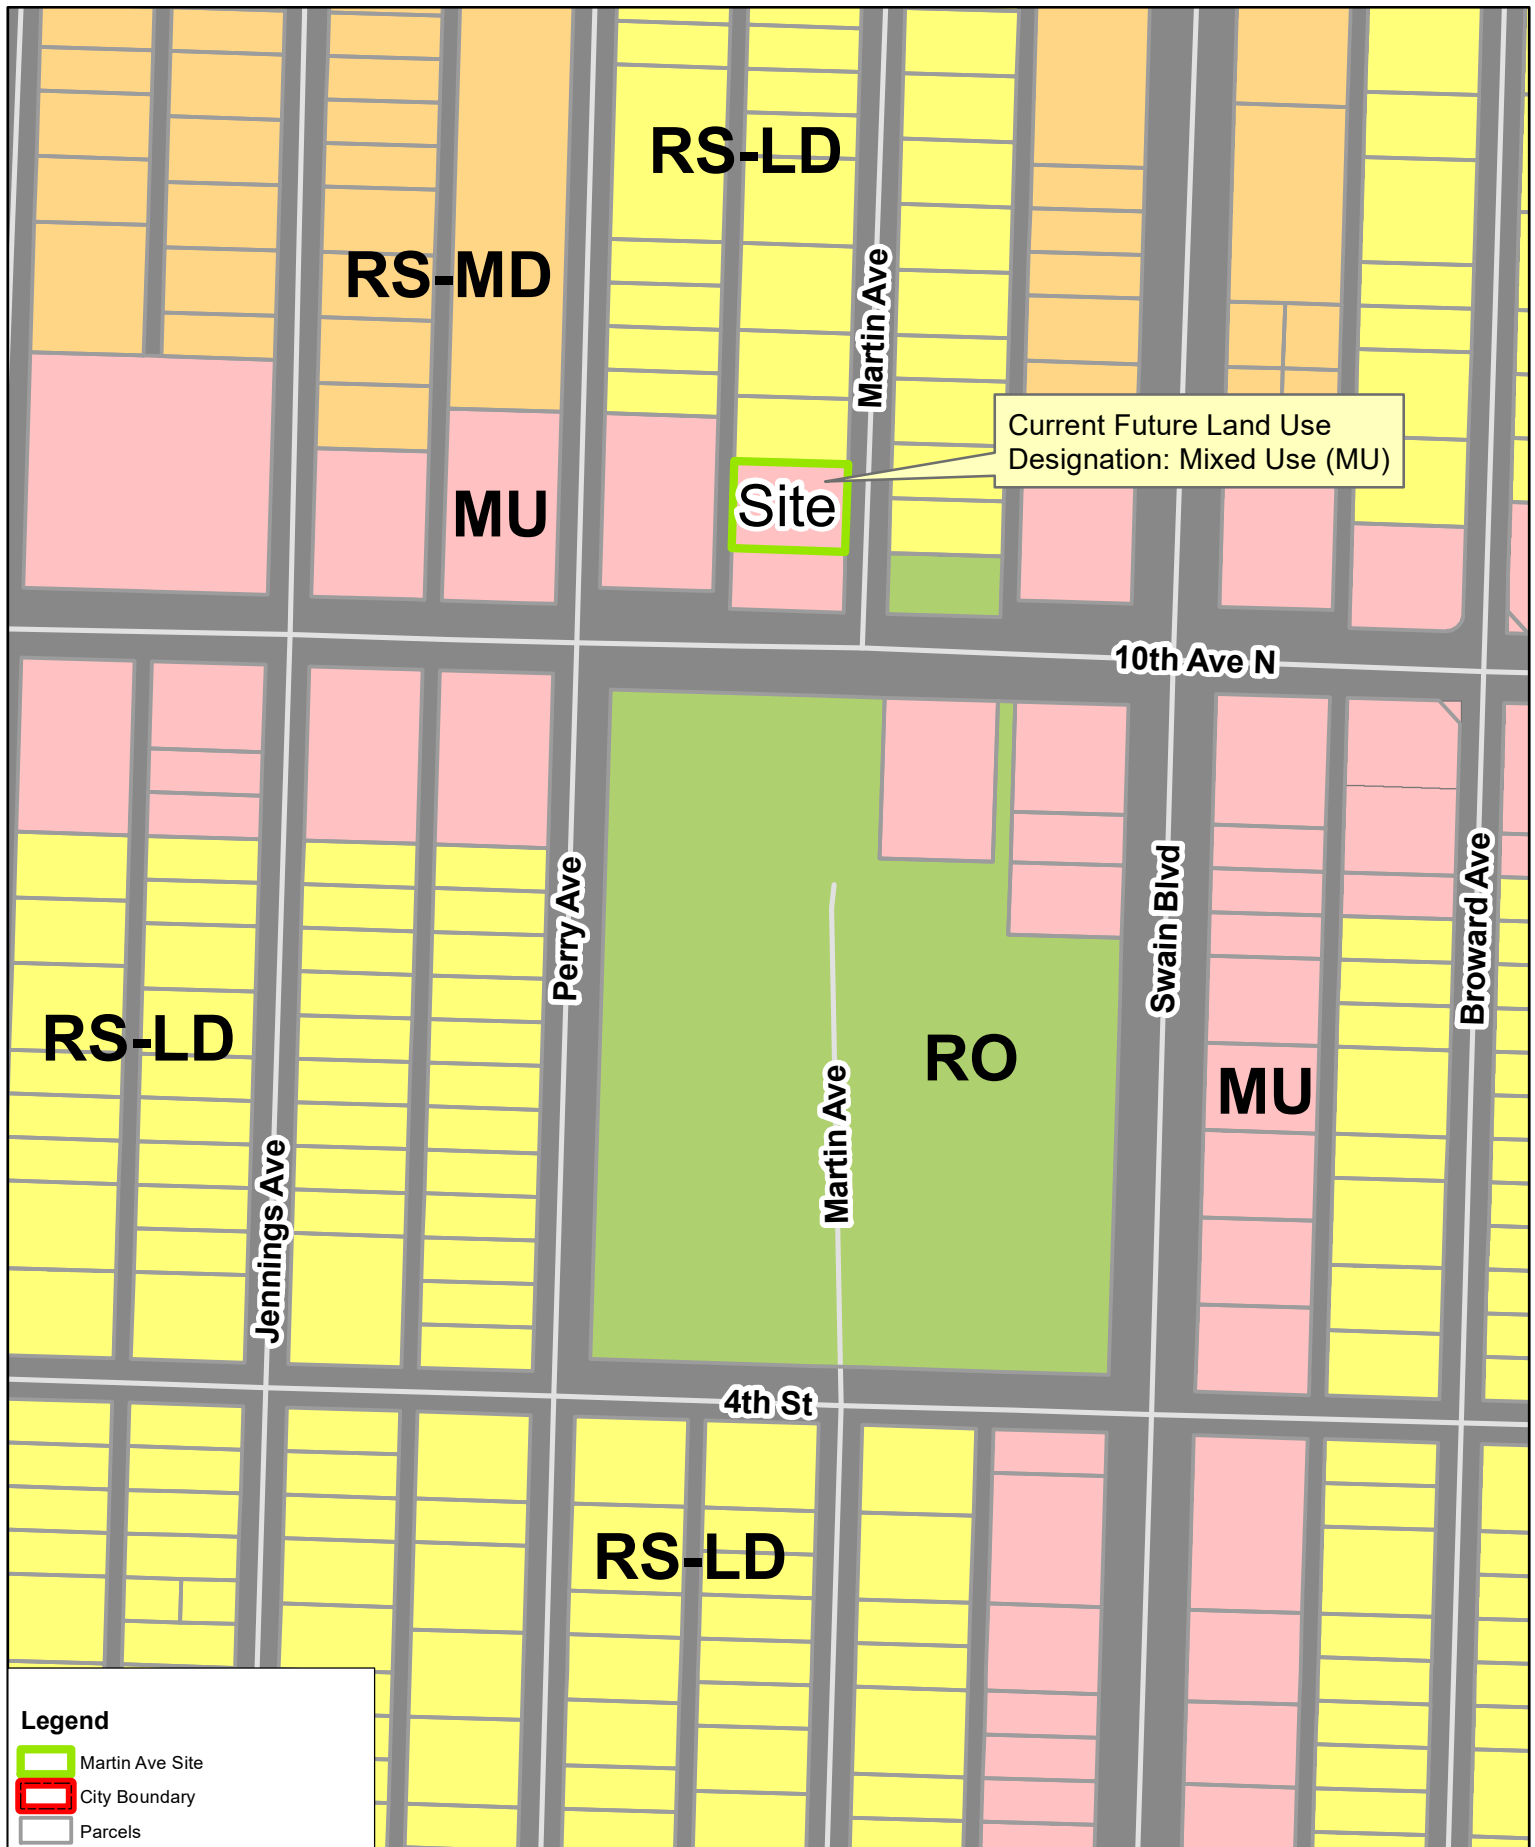 RS-LD
RS-MD
Martin Ave
Current Future Land Use
Designation: Mixed Use (MU)
Site
MU
10th Ave N
Perry Ave
Swain Blvd
Broward Ave
RS-LD
RO
MU
Martin Ave
Jennings Ave
4th St
RS-LD
Legend
Martin Ave Site
City Boundary
Parcels